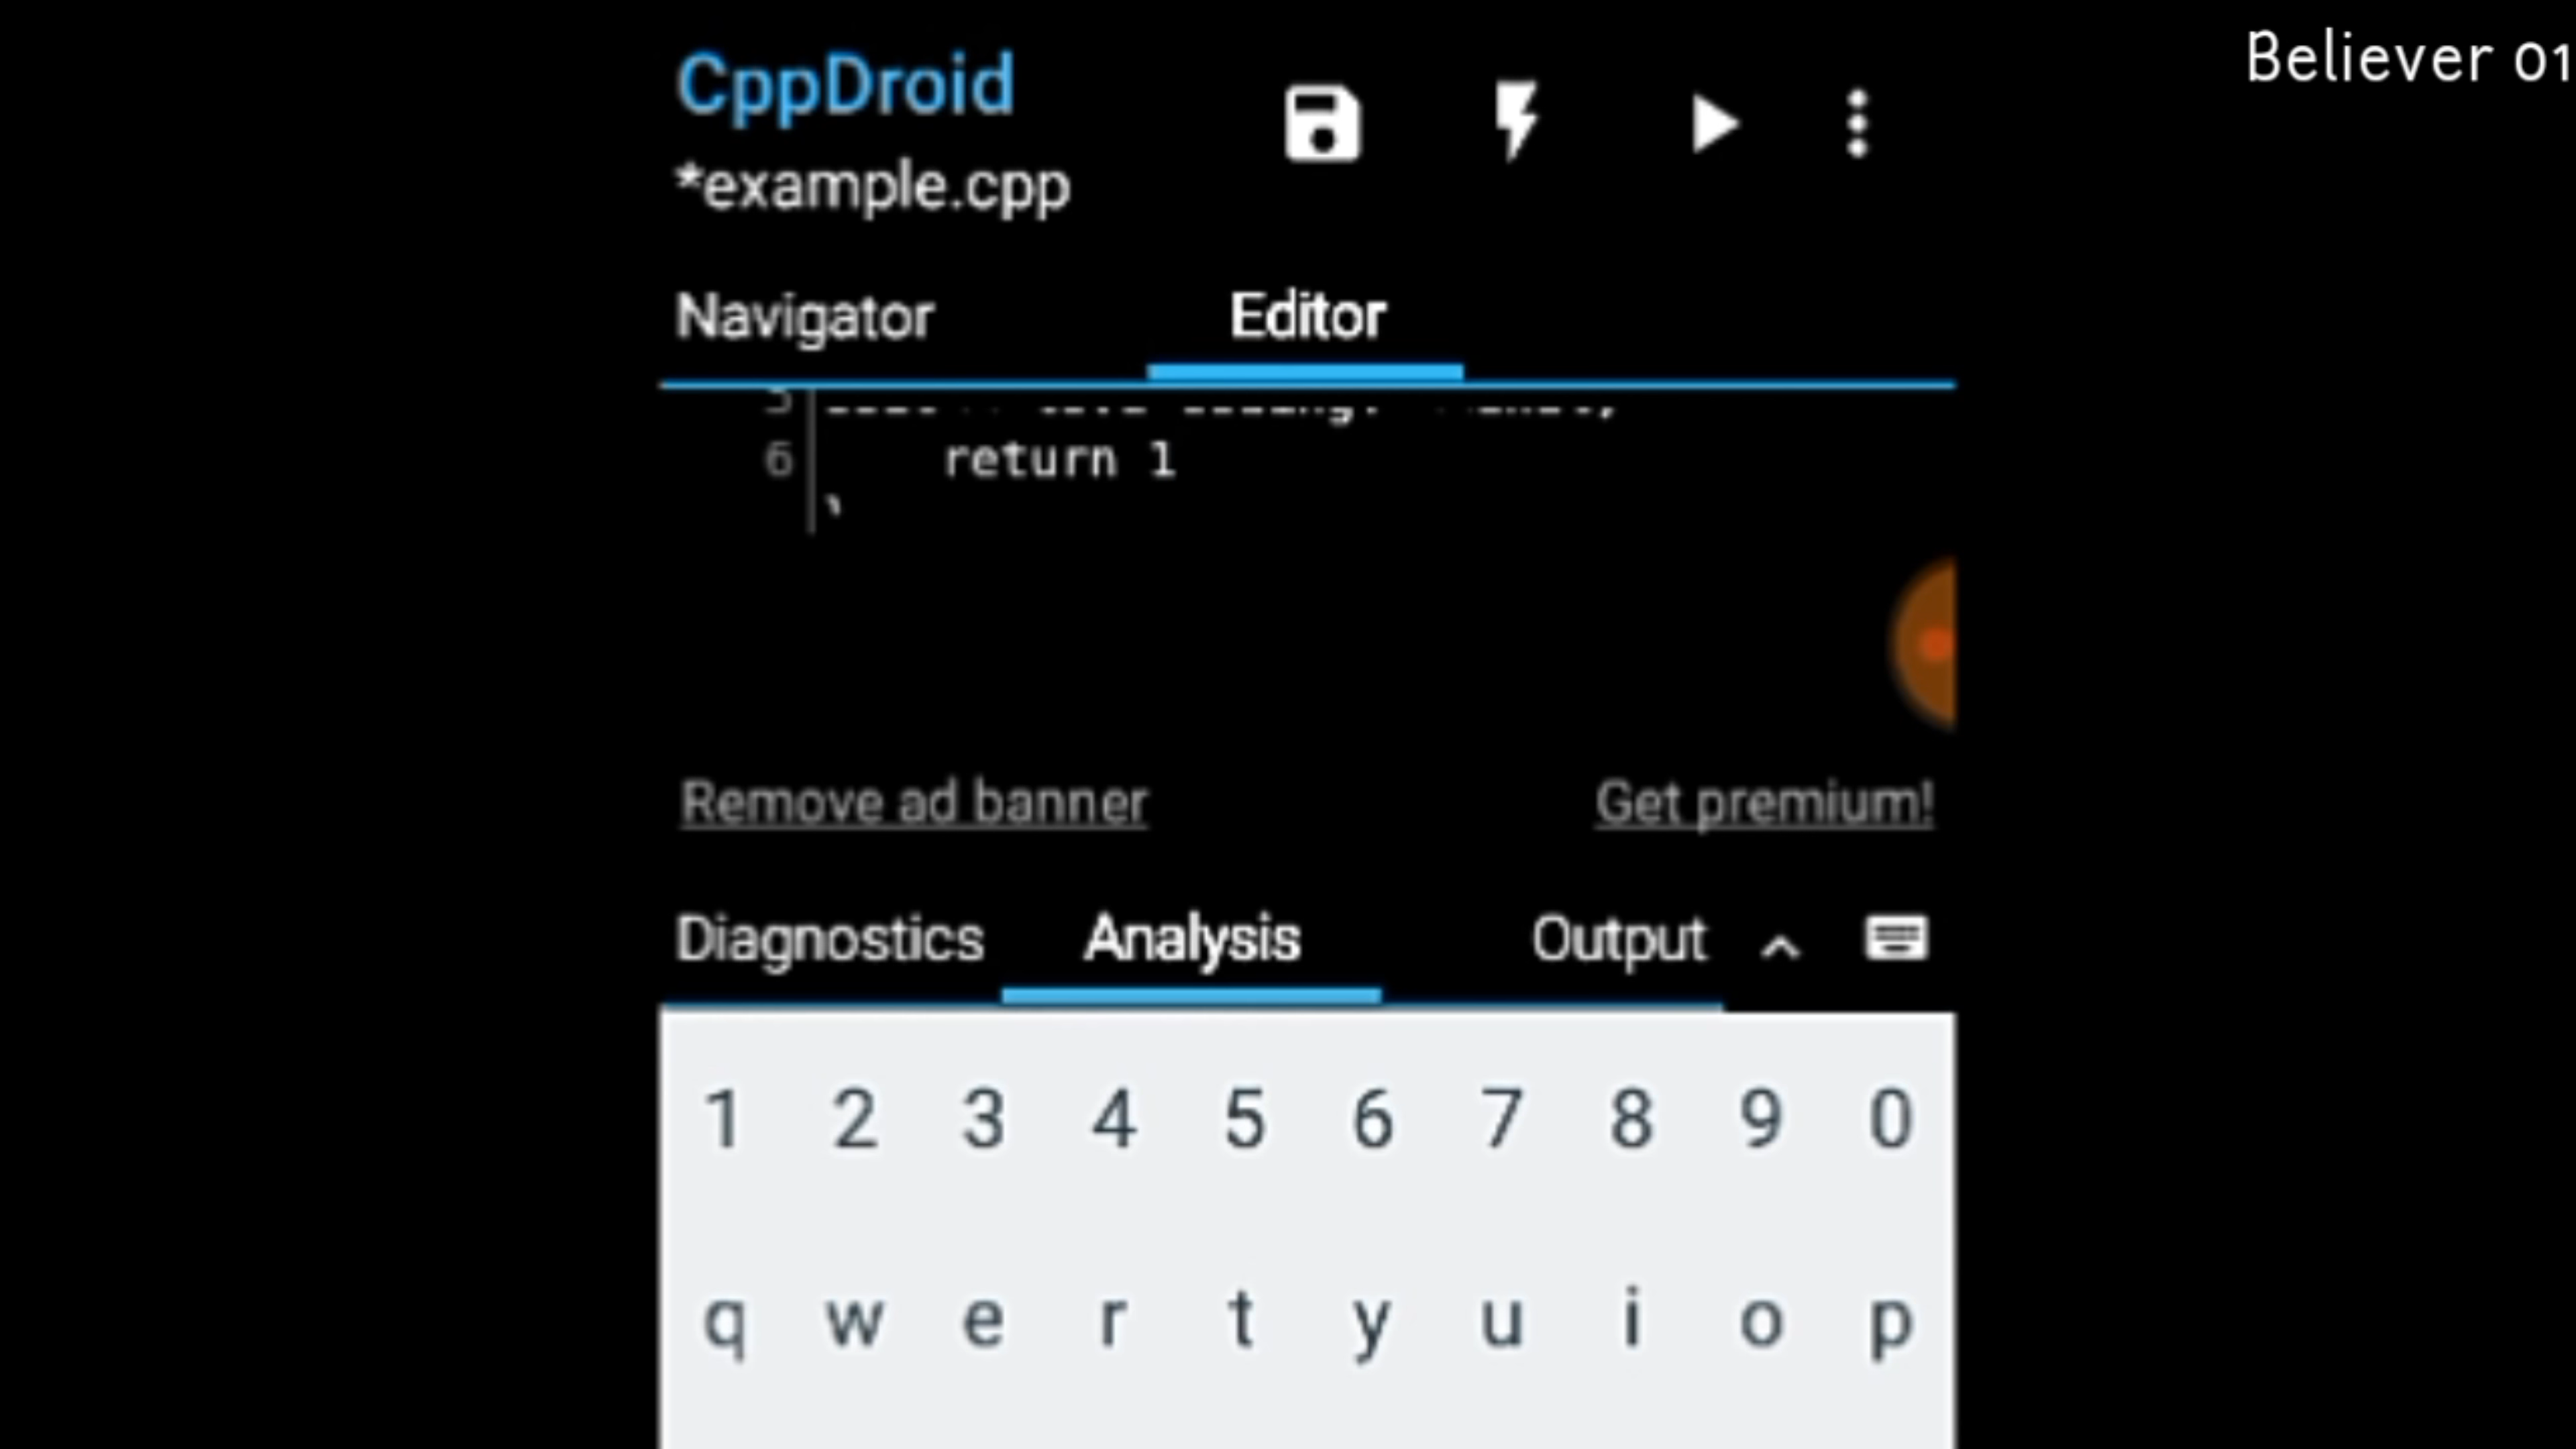 CppDroid
Believer 01
*example.cpp
Navigator Editor
6 return 1
Remove ad banner Get premium!
Diagnostics Analysis Output
1 2 3 4 5 6 7 8 9 0
q w e r t y u i o p